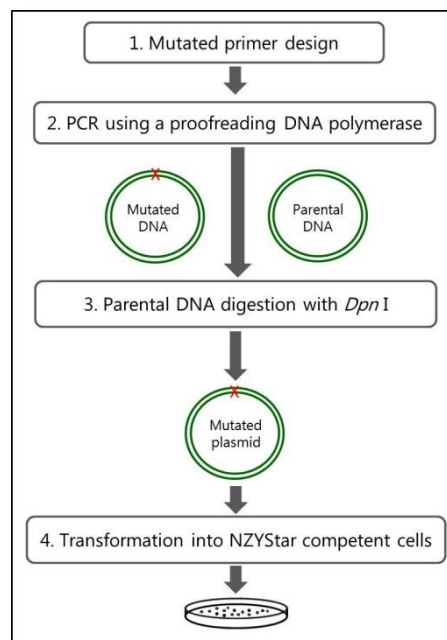 1. Mutated primer design
2. PCR using a proofreading DNA polymerase
Mutated
DNA
Parental
DNA
3. Parental DNA digestion with Dpn I
Mutated
plasmid
4. Transformation into NZYStar competent cells